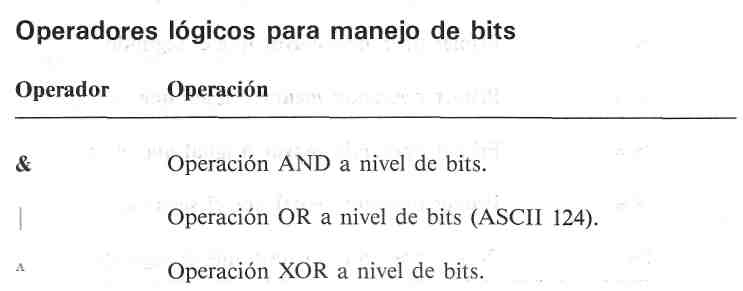 Operadores lógicos para manejo de bits
Operador Operación
& Operación AND a nivel de bits.
| Operación OR a nivel de bits (ASCII 124).
^ Operación XOR a nivel de bits.